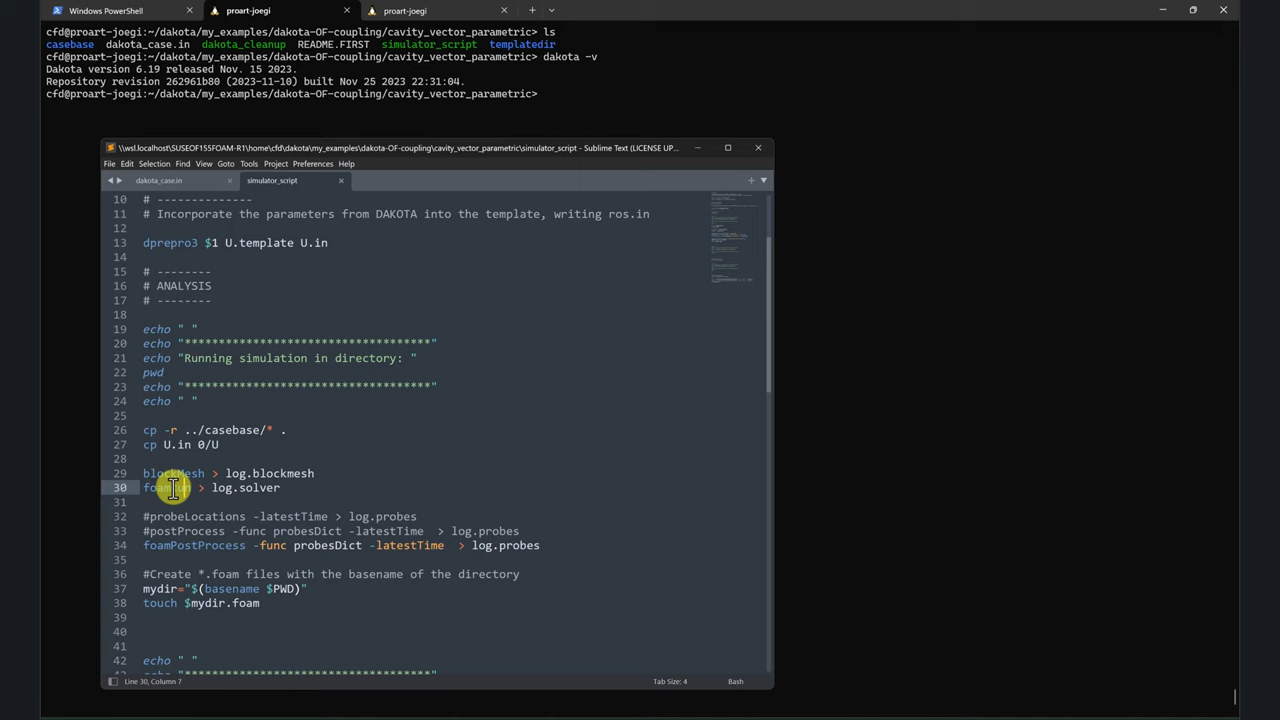 Windows PowerShell
proart-joegi
proart-joegi
cfd@proart-joegi:~/dakota/my_examples/dakota-OF-coupling/cavity_vector_parametric> ls
casebase dakota_case.in dakota_cleanup README.FIRST simulator_script templatedir
cfd@proart-joegi:~/dakota/my_examples/dakota-OF-coupling/cavity_vector_parametric> dakota -v
Dakota version 6.19 released Nov. 15 2023.
Repository revision 262961b80 (2023-11-10) built Nov 25 2023 22:31:04.
cfd@proart-joegi:~/dakota/my_examples/dakota-OF-coupling/cavity_vector_parametric>
\\wsl.localhost\SUSEOF155FOAM-R1\home\cfd\dakota\my_examples\dakota-OF-coupling\cavity_vector_parametric\simulator_script - Sublime Text (LICENSE UP...
File Edit Selection Find View Goto Tools Project Preferences Help
dakota_case.in
simulator_script
10 # --------------
11 # Incorporate the parameters from DAKOTA into the template, writing ros.in
12
13 dprepro3 $1 U.template U.in
14
15 # --------
16 # ANALYSIS
17 # --------
18
19 echo " "
20 echo "************************************"
21 echo "Running simulation in directory: "
22 pwd
23 echo "************************************"
24 echo " "
25
26 cp -r ../casebase/* .
27 cp U.in 0/U
28
29 blockMesh > log.blockmesh
30 foamRun > log.solver
31
32 #probeLocations -latestTime > log.probes
33 #postProcess -func probesDict -latestTime  > log.probes
34 foamPostProcess -func probesDict -latestTime  > log.probes
35
36 #Create *.foam files with the basename of the directory
37 mydir="$(basename $PWD)"
38 touch $mydir.foam
39
40
41
42 echo " "
Line 30, Column 7
Tab Size: 4
Bash